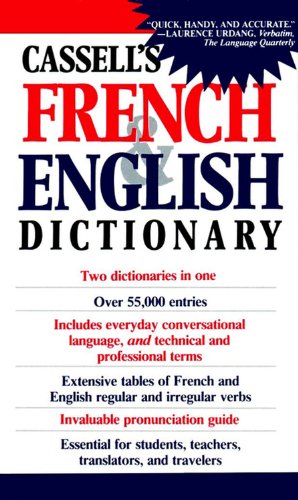 "QUICK, HANDY, AND ACCURATE."
—LAURENCE URDANG, Verbatim,
The Language Quarterly
CASSELL'S
FRENCH
&
ENGLISH
DICTIONARY
Two dictionaries in one
Over 55,000 entries
Includes everyday conversational
language, and technical and
professional terms
Extensive tables of French and
English regular and irregular verbs
Invaluable pronunciation guide
Essential for students, teachers,
translators, and travelers